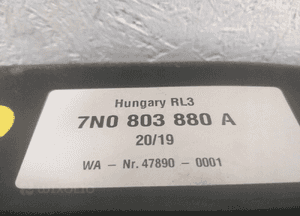 Hungary RL3
7N0 803 880 A
20/19
WA - Nr. 47890 - 0001